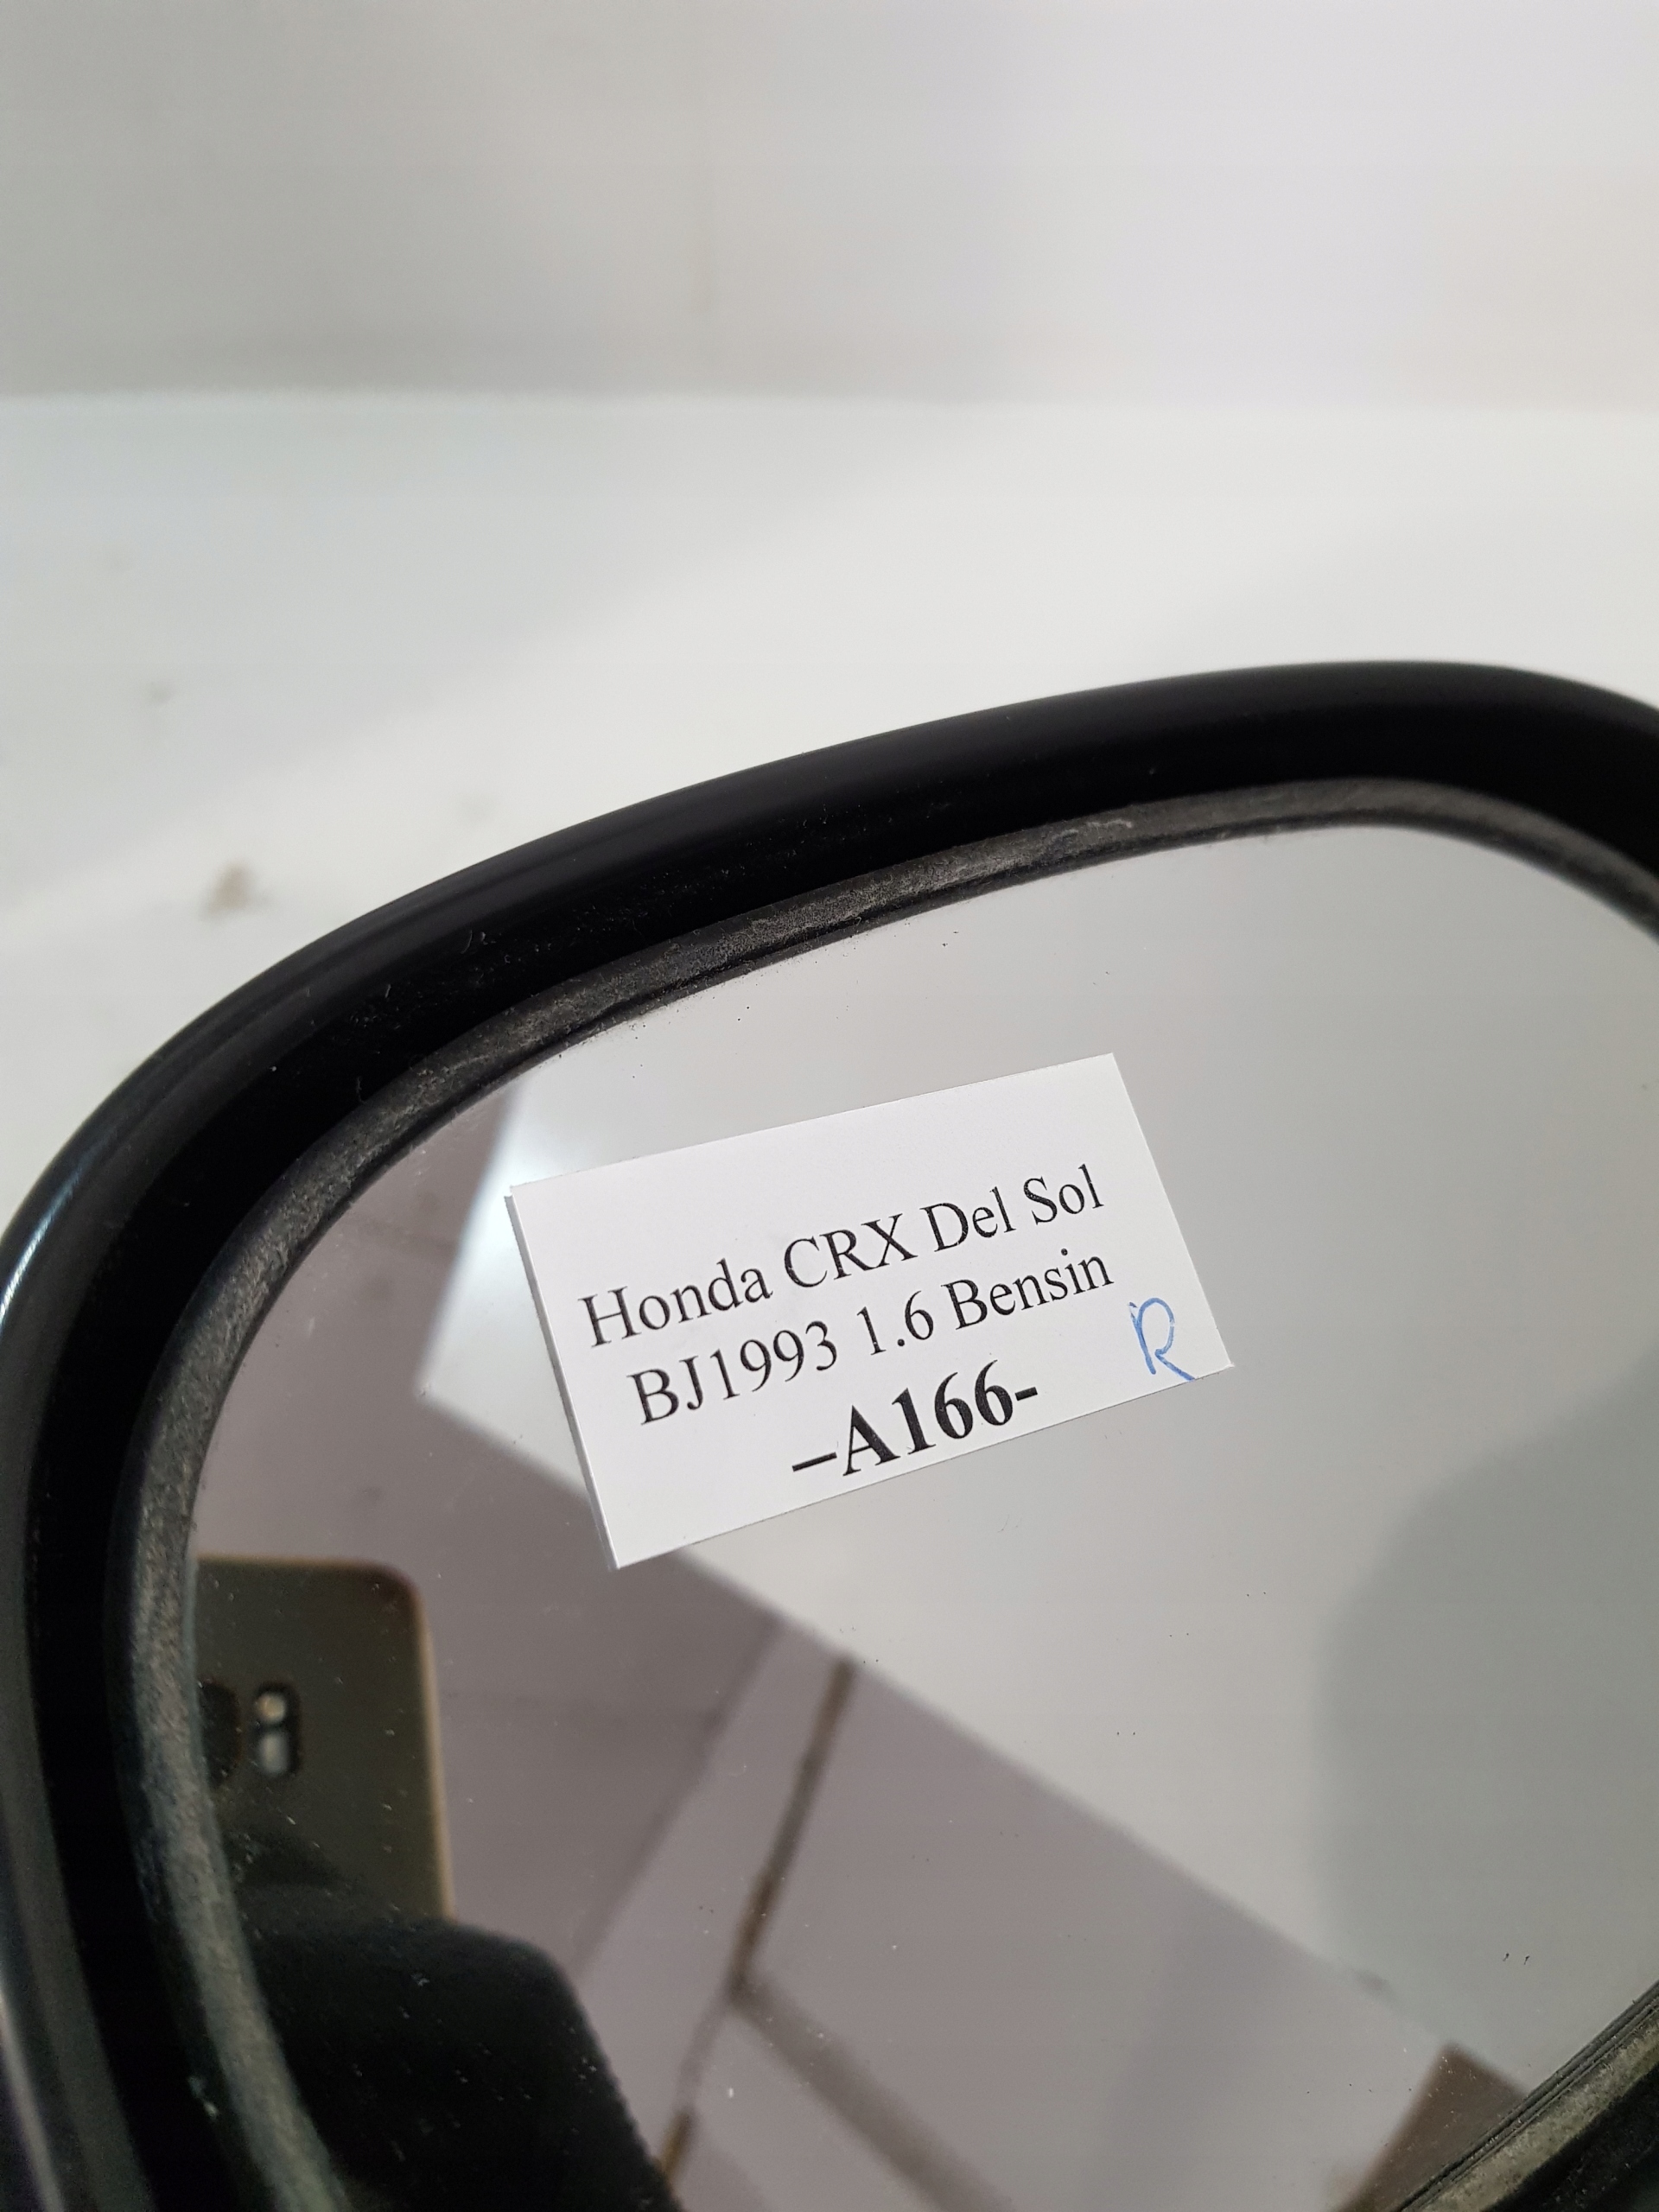 Honda CRX Del Sol
BJ1993 1.6 Bensin
–A166-
R